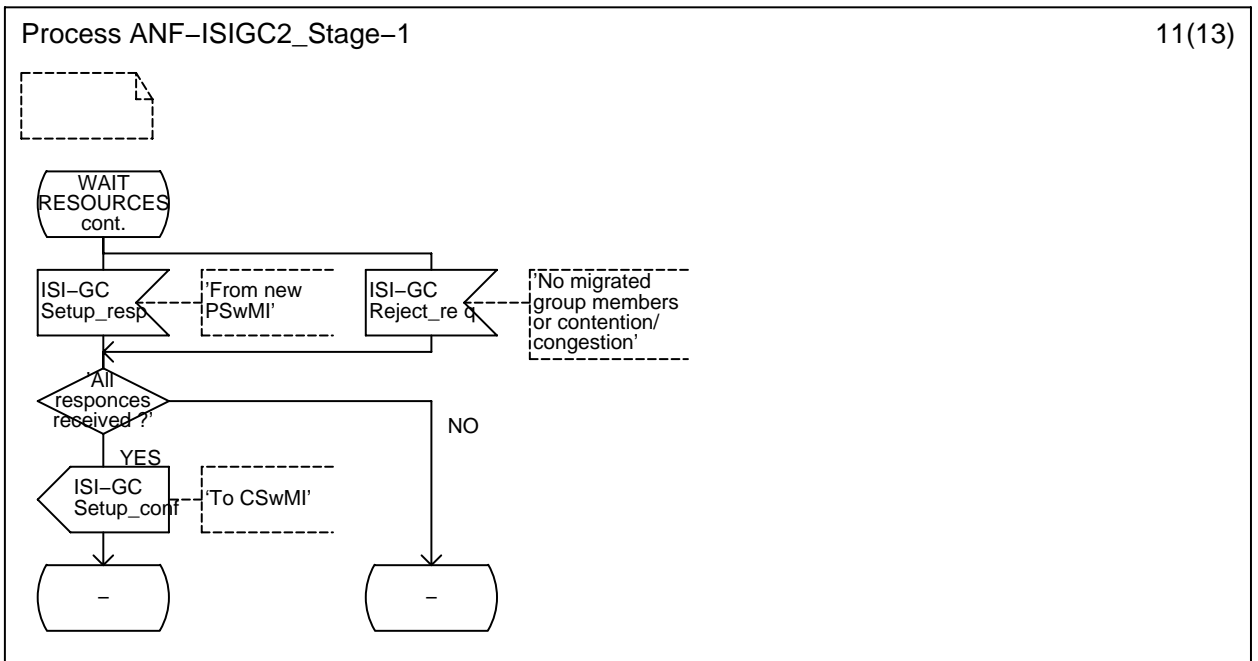 Process ANF−ISIGC2_Stage−1 11(13)
WAIT
RESOURCES
cont.
ISI−GC
Setup_resp
'From new
PSwMI'
ISI−GC
Reject_re q
'No migrated
group members
or contention/
congestion'
'All
responces
received ?'
NO
YES
ISI−GC
Setup_conf
'To CSwMI'
−
−